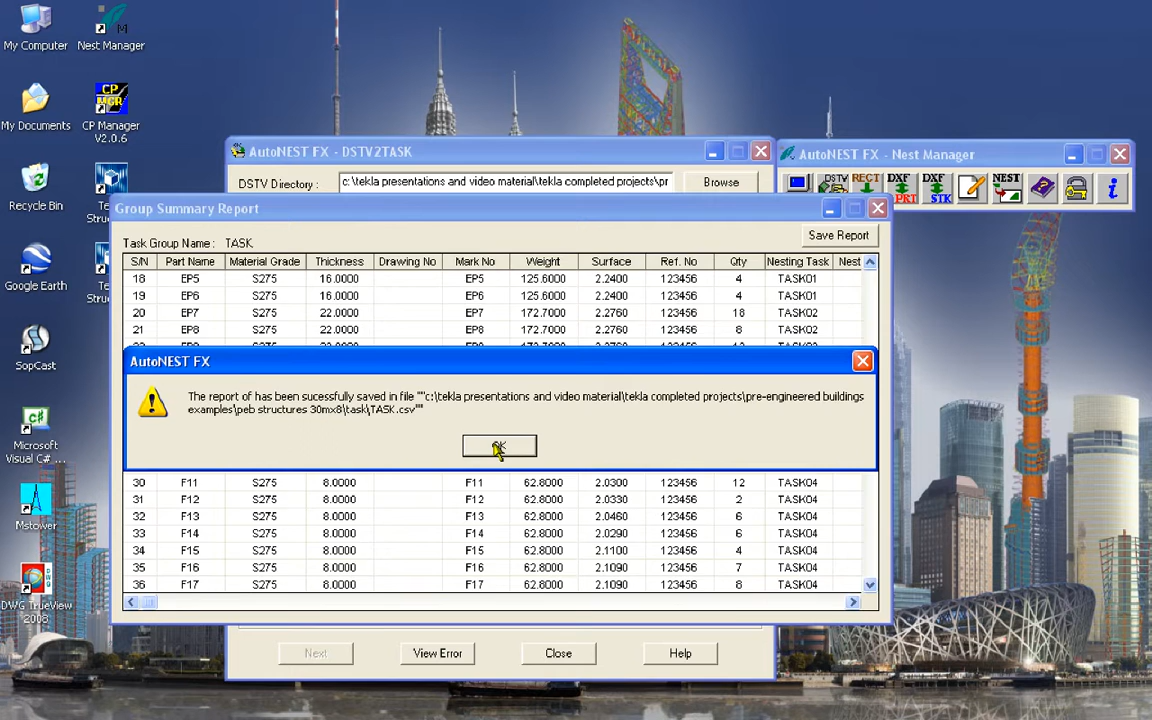 My Computer
Nest Manager
My Documents
CP
MGR
CP Manager
V2.0.6
Recycle Bin
Te
Struc
Google Earth
Te
Struc
SopCast
C#
Microsoft
Visual C# ...
Mstower
DWG TrueView
2008
AutoNEST FX - DSTV2TASK
DSTV Directory :
c:\tekla presentations and video material\tekla completed projects\pr
Browse
AutoNEST FX - Nest Manager
DSTV
RECT
DXF
PRT
DXF
STK
NEST
Group Summary Report
Task Group Name : TASK
Save Report
S/N Part Name Material Grade Thickness Drawing No Mark No Weight Surface Ref. No Qty Nesting Task Nest
18 EP5 S275 16.0000 EP5 125.6000 2.2400 123456 4 TASK01
19 EP6 S275 16.0000 EP6 125.6000 2.2400 123456 4 TASK01
20 EP7 S275 22.0000 EP7 172.7000 2.2760 123456 18 TASK02
21 EP8 S275 22.0000 EP8 172.7000 2.2760 123456 8 TASK02
AutoNEST FX
The report of has been sucessfully saved in file ""c:\tekla presentations and video material\tekla completed projects\pre-engineered buildings
examples\peb structures 30mx8\task\TASK.csv""
OK
30 F11 S275 8.0000 F11 62.8000 2.0300 123456 12 TASK04
31 F12 S275 8.0000 F12 62.8000 2.0330 123456 2 TASK04
32 F13 S275 8.0000 F13 62.8000 2.0460 123456 6 TASK04
33 F14 S275 8.0000 F14 62.8000 2.0290 123456 6 TASK04
34 F15 S275 8.0000 F15 62.8000 2.1100 123456 4 TASK04
35 F16 S275 8.0000 F16 62.8000 2.1090 123456 7 TASK04
36 F17 S275 8.0000 F17 62.8000 2.1090 123456 8 TASK04
Next
View Error
Close
Help